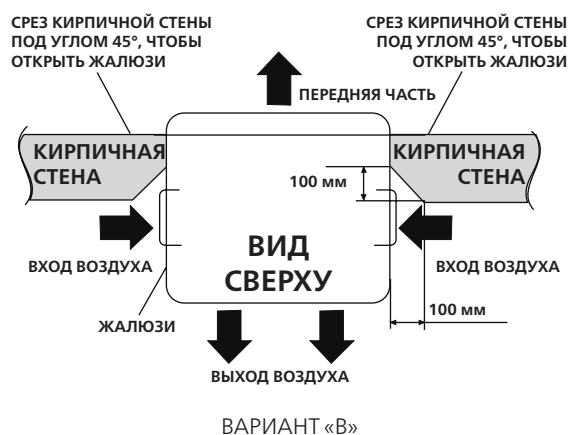 СРЕЗ КИРПИЧНОЙ СТЕНЫ
ПОД УГЛОМ 45°, ЧТОБЫ
ОТКРЫТЬ ЖАЛЮЗИ
СРЕЗ КИРПИЧНОЙ СТЕНЫ
ПОД УГЛОМ 45°, ЧТОБЫ
ОТКРЫТЬ ЖАЛЮЗИ
ПЕРЕДНЯЯ ЧАСТЬ
КИРПИЧНАЯ
СТЕНА
КИРПИЧНАЯ
СТЕНА
100 мм
ВИД
СВЕРХУ
ВХОД ВОЗДУХА
ВХОД ВОЗДУХА
ЖАЛЮЗИ
100 мм
ВЫХОД ВОЗДУХА
ВАРИАНТ «В»